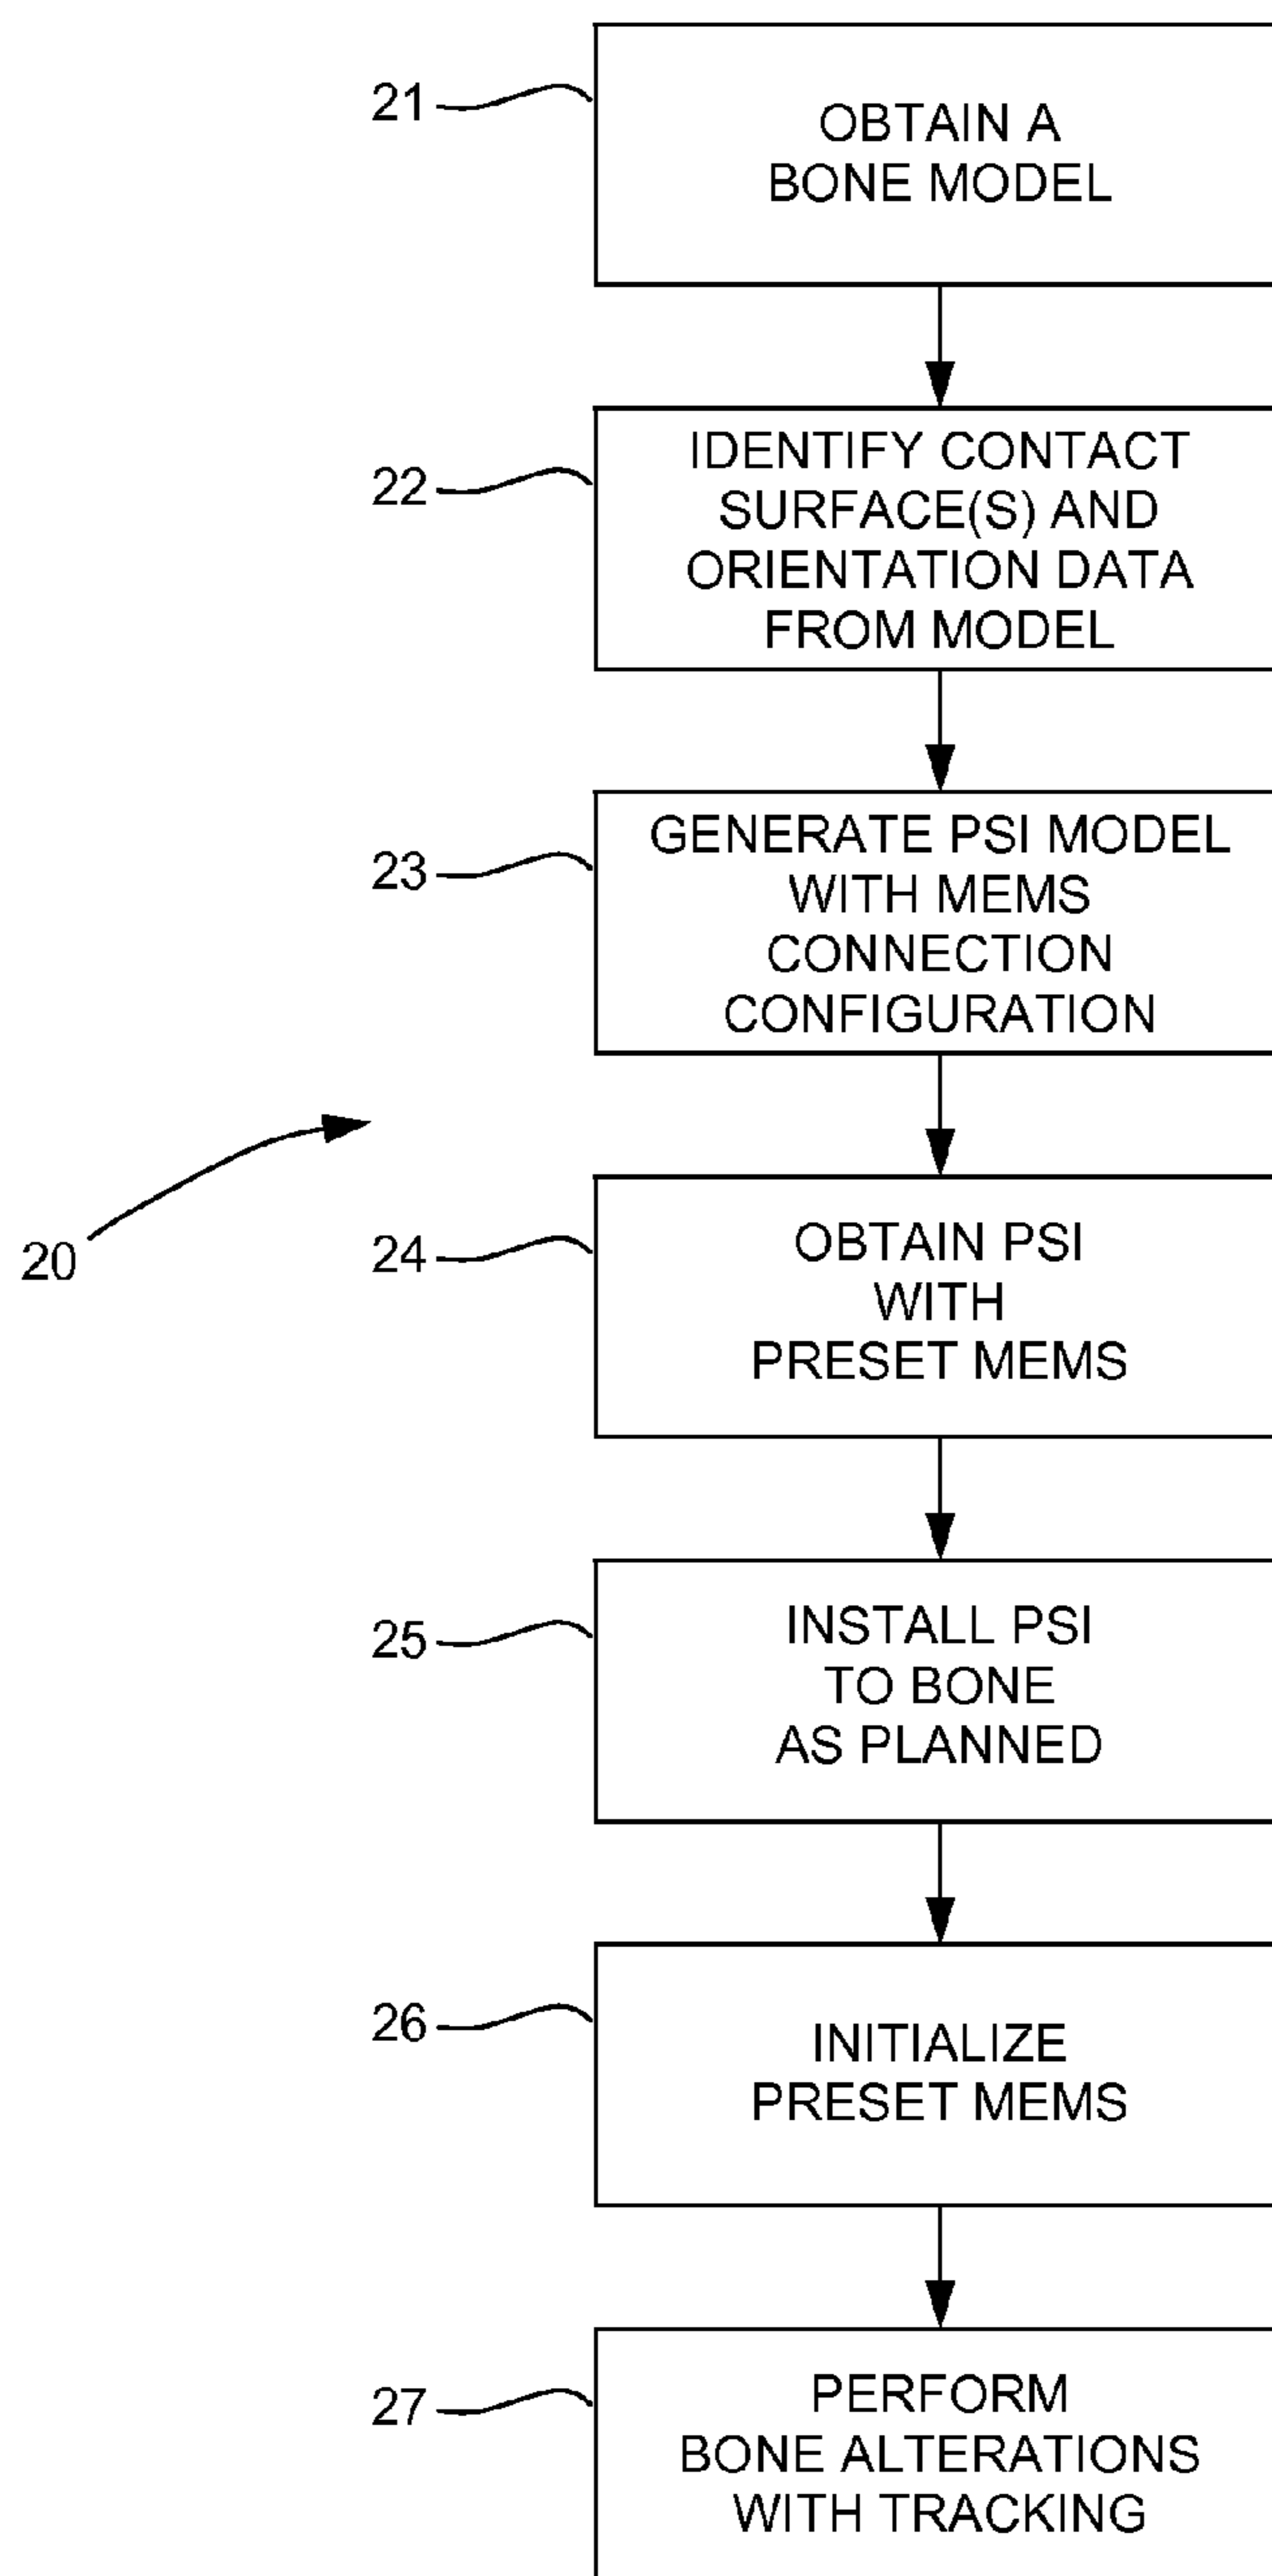 21
OBTAIN A
BONE MODEL
22
IDENTIFY CONTACT
SURFACE(S) AND
ORIENTATION DATA
FROM MODEL
23
GENERATE PSI MODEL
WITH MEMS
CONNECTION
CONFIGURATION
20
24
OBTAIN PSI
WITH
PRESET MEMS
25
INSTALL PSI
TO BONE
AS PLANNED
26
INITIALIZE
PRESET MEMS
27
PERFORM
BONE ALTERATIONS
WITH TRACKING